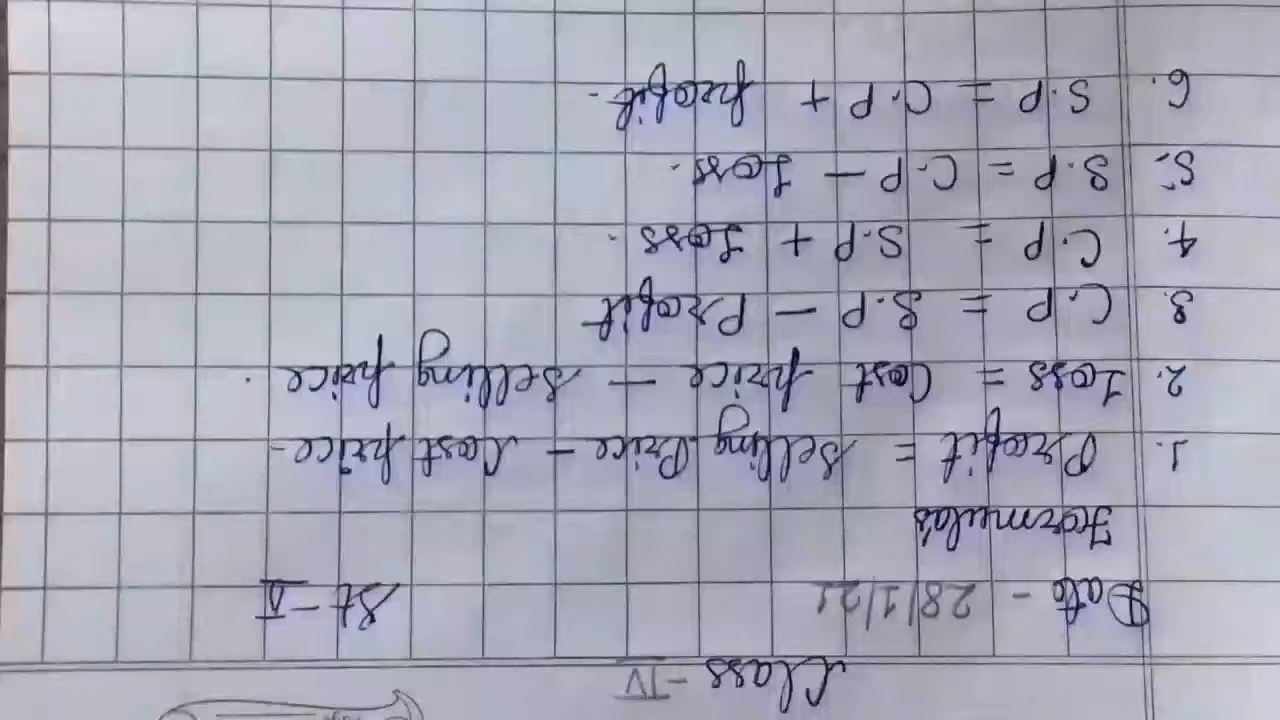 Class - IV
Date - 28/1/21 St - II
Formulas
1. Profit = Selling Price - Cost price -
2. Loss = Cost price - Selling price .
3. C.P = S.P - Profit
4. C.P = S.P + Loss.
5. S.P = C.P - Loss.
6. S.P = C.P + profit.